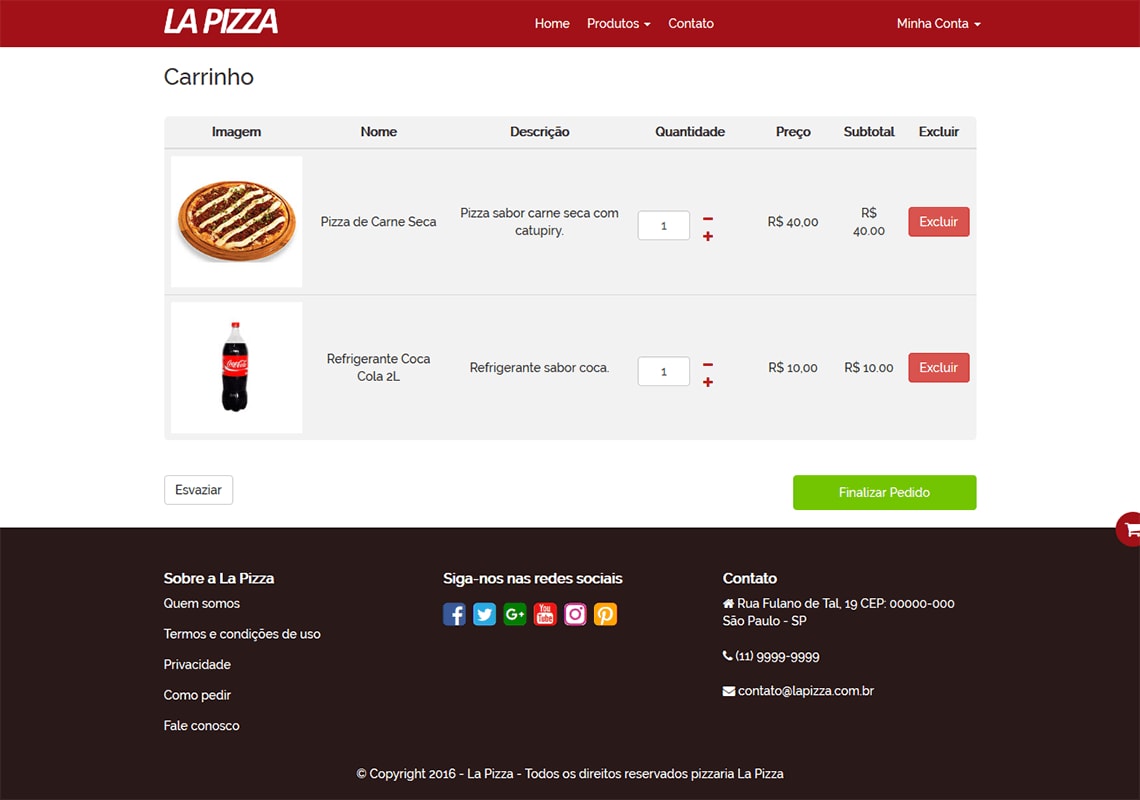 LA PIZZA
Home Produtos Contato Minha Conta
Carrinho
Imagem Nome Descrição Quantidade Preço Subtotal Excluir
Pizza de Carne Seca
Pizza sabor carne seca com
catupiry.
1
R$ 40,00
R$
40.00
Excluir
Coca-Cola
Refrigerante Coca
Cola 2L
Refrigerante sabor coca.
1
R$ 10,00
R$ 10.00
Excluir
Esvaziar
Finalizar Pedido
Sobre a La Pizza
Quem somos
Termos e condições de uso
Privacidade
Como pedir
Fale conosco
Siga-nos nas redes sociais
f G+ You
Tube
Contato
Rua Fulano de Tal, 19 CEP: 00000-000
São Paulo - SP
(11) 9999-9999
contato@lapizza.com.br
© Copyright 2016 - La Pizza - Todos os direitos reservados pizzaria La Pizza